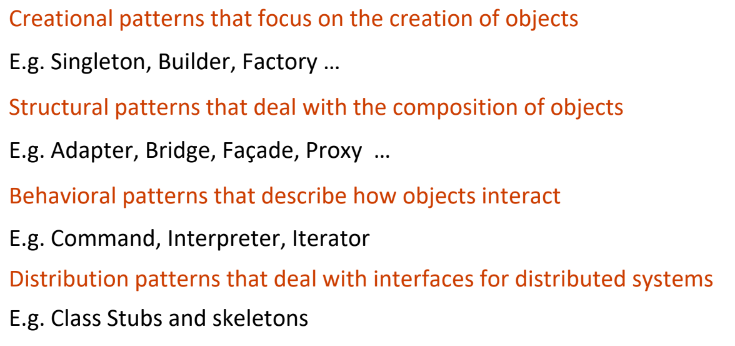 Creational patterns that focus on the creation of objects
E.g. Singleton, Builder, Factory ...
Structural patterns that deal with the composition of objects
E.g. Adapter, Bridge, Façade, Proxy  ...
Behavioral patterns that describe how objects interact
E.g. Command, Interpreter, Iterator
Distribution patterns that deal with interfaces for distributed systems
E.g. Class Stubs and skeletons